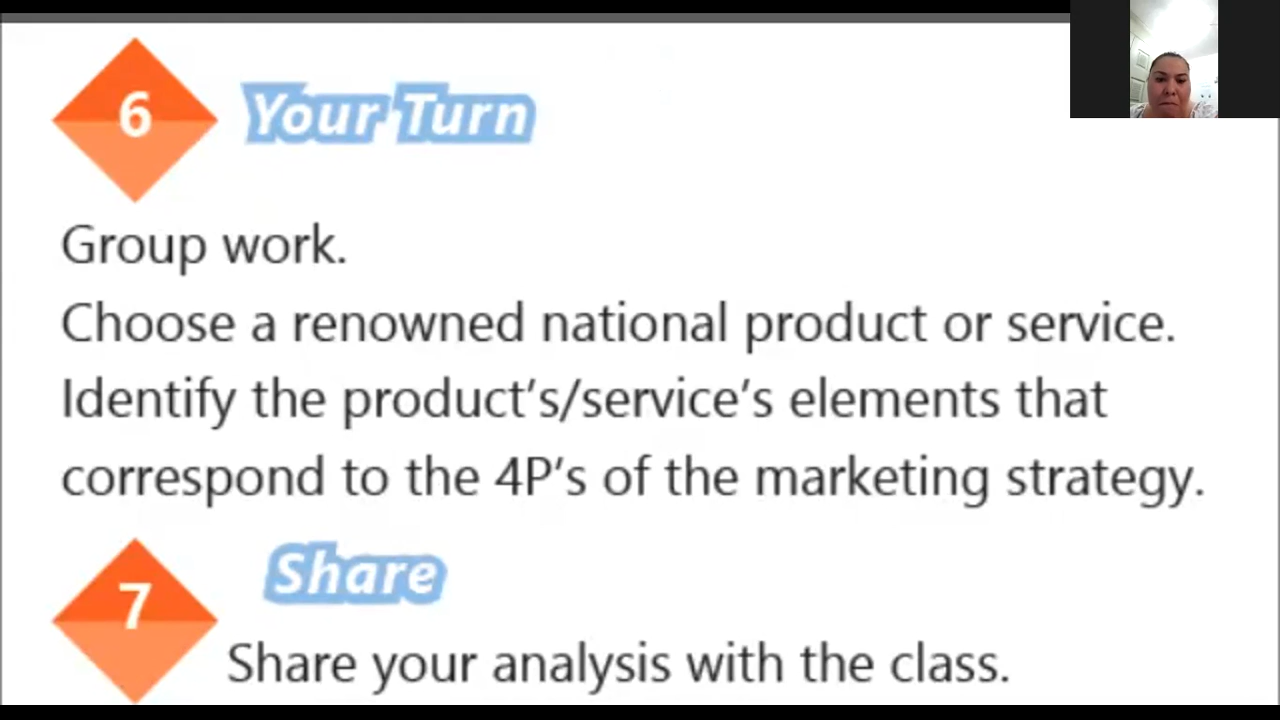 6
Your Turn
Group work.
Choose a renowned national product or service.
Identify the product's/service's elements that
correspond to the 4P's of the marketing strategy.
7
Share
Share your analysis with the class.